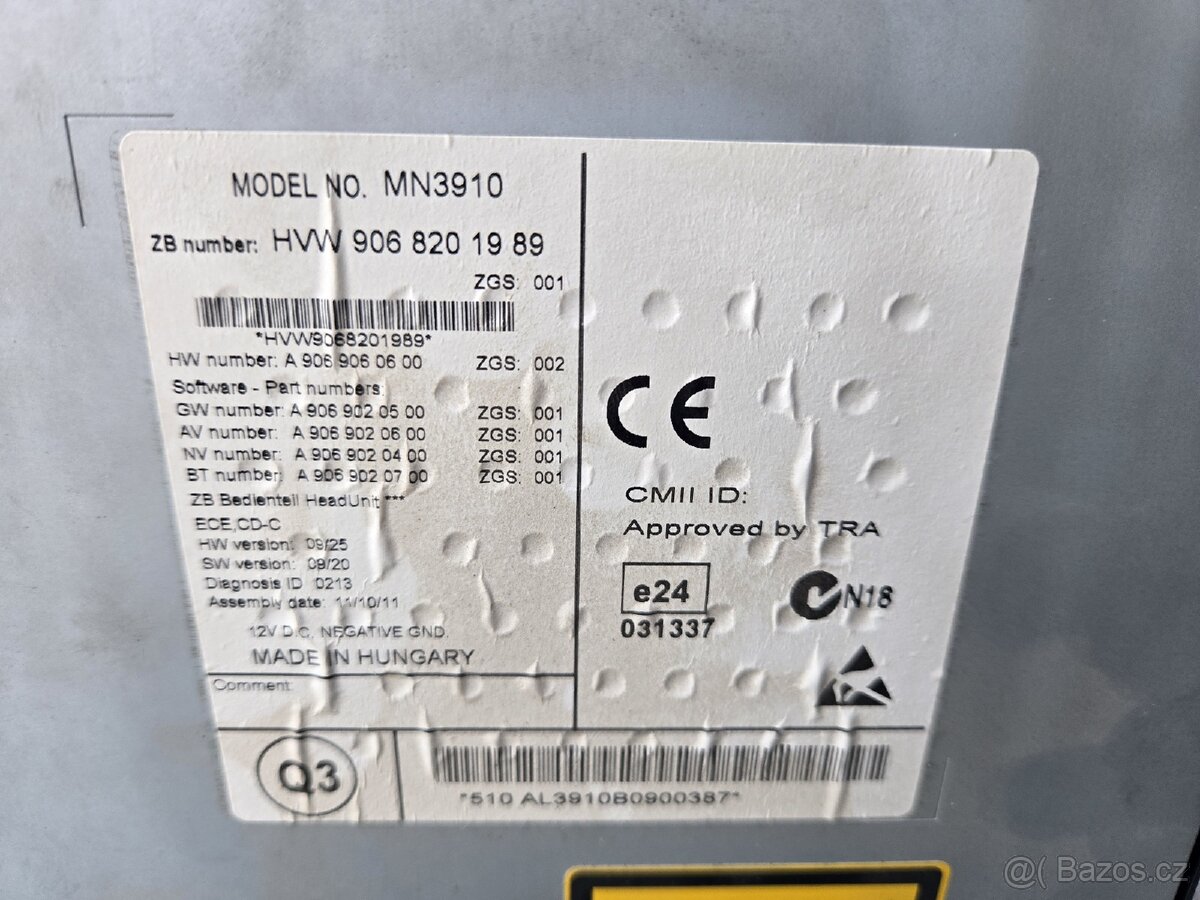 MODEL NO. MN3910
ZB number: HVW 906 820 19 89
ZGS: 001
*HVW9068201989*
HW number: A 906 906 06 00 ZGS: 002
Software - Part numbers:
GW number: A 906 902 05 00 ZGS: 001
AV number: A 906 902 06 00 ZGS: 001
NV number: A 906 902 04 00 ZGS: 001
BT number: A 906 902 07 00 ZGS: 001
ZB Bedienteil HeadUnit ***
ECE,CD-C
HW version: 09/25
SW version: 09/20
Diagnosis ID 0213
Assembly date: 11/10/11
12V D.C. NEGATIVE GND.
MADE IN HUNGARY
Comment:
Q3
CE
CMII ID:
Approved by TRA
e24
031337
N18
*510 AL3910B0900387*
@( Bazos.cz